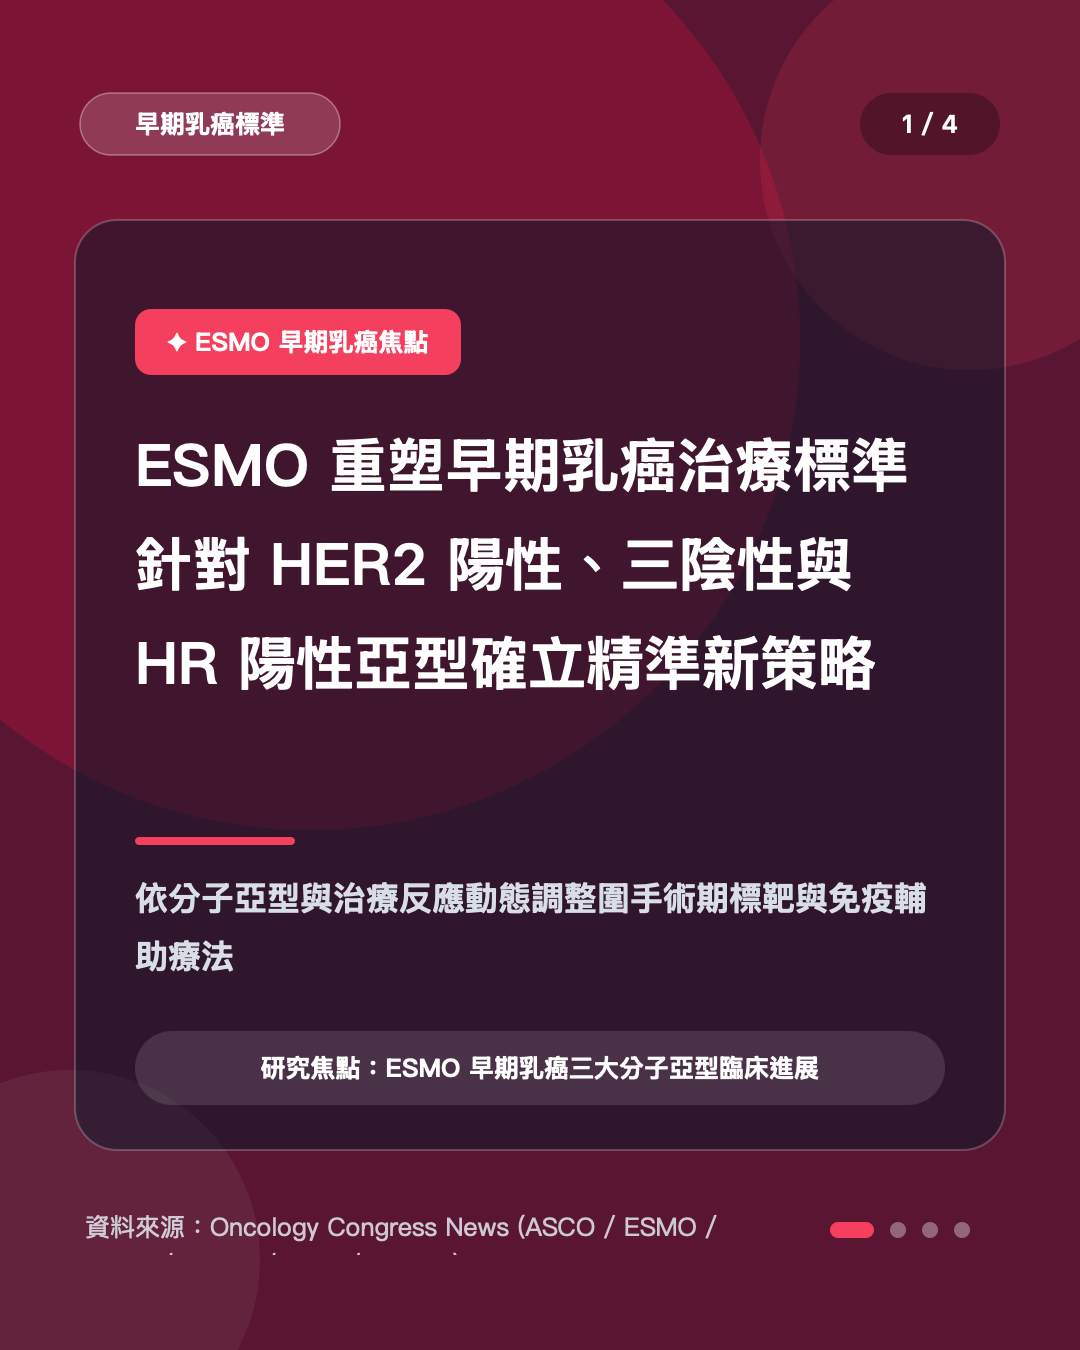 早期乳癌標準
1 / 4
✦ ESMO 早期乳癌焦點
ESMO 重塑早期乳癌治療標準
針對 HER2 陽性、三陰性與
HR 陽性亞型確立精準新策略
依分子亞型與治療反應動態調整圍手術期標靶與免疫輔
助療法
研究焦點：ESMO 早期乳癌三大分子亞型臨床進展
資料來源：Oncology Congress News (ASCO / ESMO /